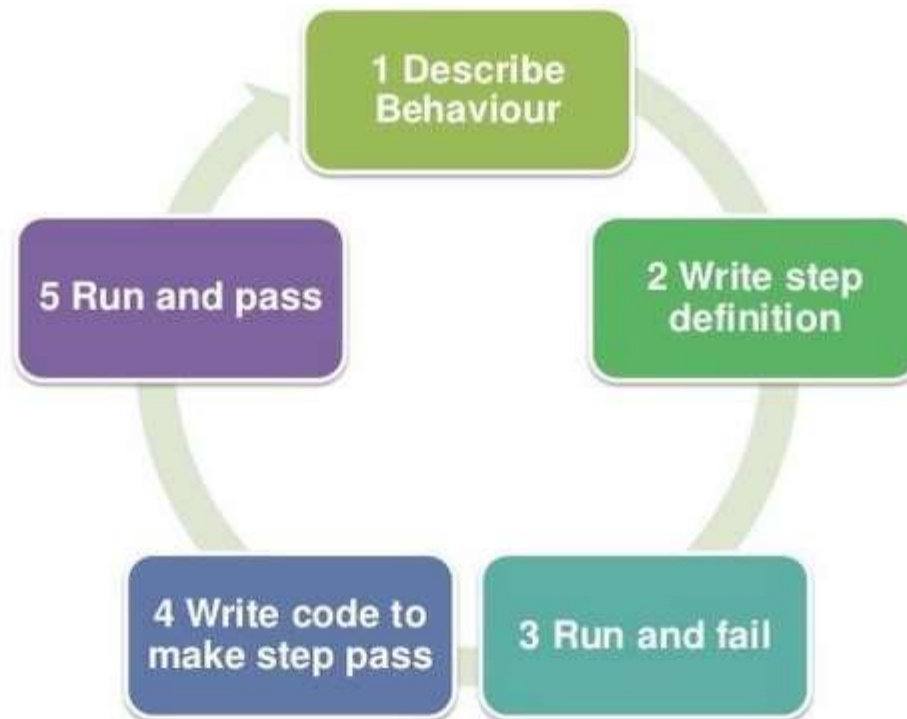 1 Describe
Behaviour
2 Write step
definition
3 Run and fail
4 Write code to
make step pass
5 Run and pass